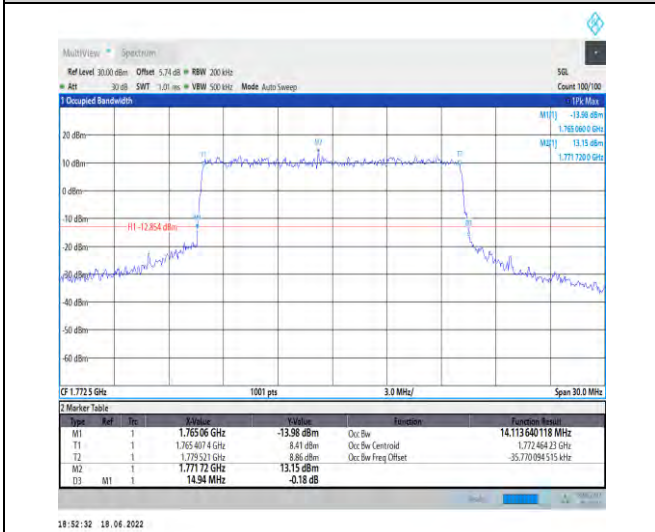 MultiView Spectrum
Ref Level 30.00 dBm Offset 5.74 dB RBW 200 kHz SGL
Att 30 dB SWT 1.01 ms VBW 500 kHz Mode Auto Sweep Count 100/100
1 Occupied Bandwidth 1Pk Max
M1[1] -13.98 dBm
1.765 060 0 GHz
M2[1] 13.15 dBm
1.771 720 0 GHz
20 dBm
M2
T1 T2
10 dBm
0 dBm
-10 dBm
H1 -12.854 dBm
-20 dBm
-30 dBm
-40 dBm
-50 dBm
-60 dBm
CF 1.772 5 GHz 1001 pts 3.0 MHz/ Span 30.0 MHz
2 Marker Table
Type Ref Trc X-Value Y-Value Function Function Result
M1 1 1.765 06 GHz -13.98 dBm Occ Bw 14.113 640 118 MHz
T1 1 1.765 407 4 GHz 8.41 dBm Occ Bw Centroid 1.772 464 23 GHz
T2 1 1.779 521 GHz 8.86 dBm Occ Bw Freq Offset -35.770 094 515 kHz
M2 1 1.771 72 GHz 13.15 dBm
D3 M1 1 14.94 MHz -0.18 dB
18:52:32 18.06.2022